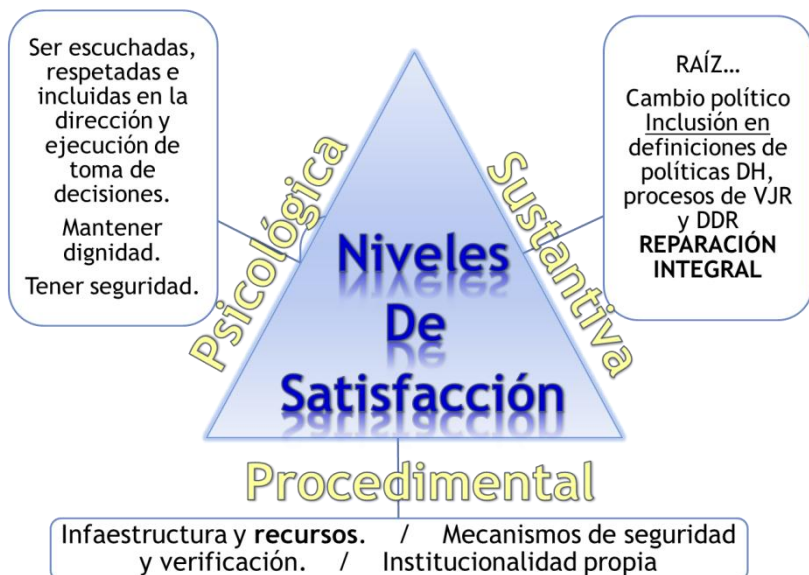 Ser escuchadas,
respetadas e
incluidas en la
dirección y
ejecución de
toma de
decisiones.
Mantener
dignidad.
Tener seguridad.
Psicológica
Niveles
De
Satisfacción
Sustantiva
RAÍZ...
Cambio político
Inclusión en
definiciones de
políticas DH,
procesos de VJR
y DDR
REPARACIÓN
INTEGRAL
Procedimental
Infaestructura y recursos. / Mecanismos de seguridad
y verificación. / Institucionalidad propia